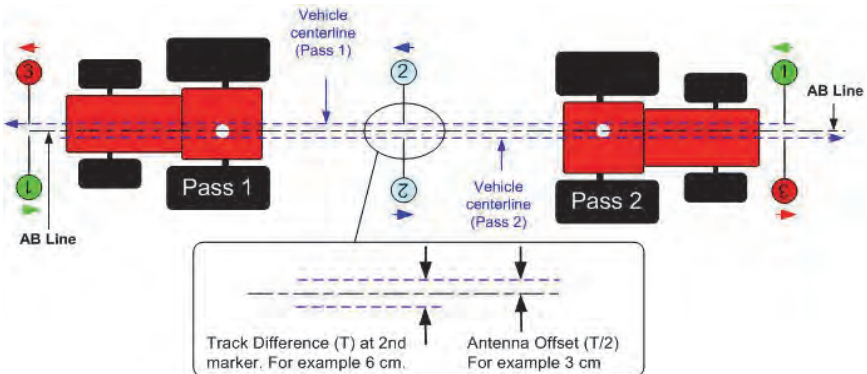 Vehicle
centerline
(Pass 1)
3
2
1
AB Line
Pass 1
Pass 2
1
2
3
AB Line
Vehicle
centerline
(Pass 2)
Track Difference (T) at 2nd
marker. For example 6 cm.
Antenna Offset (T/2)
For example 3 cm